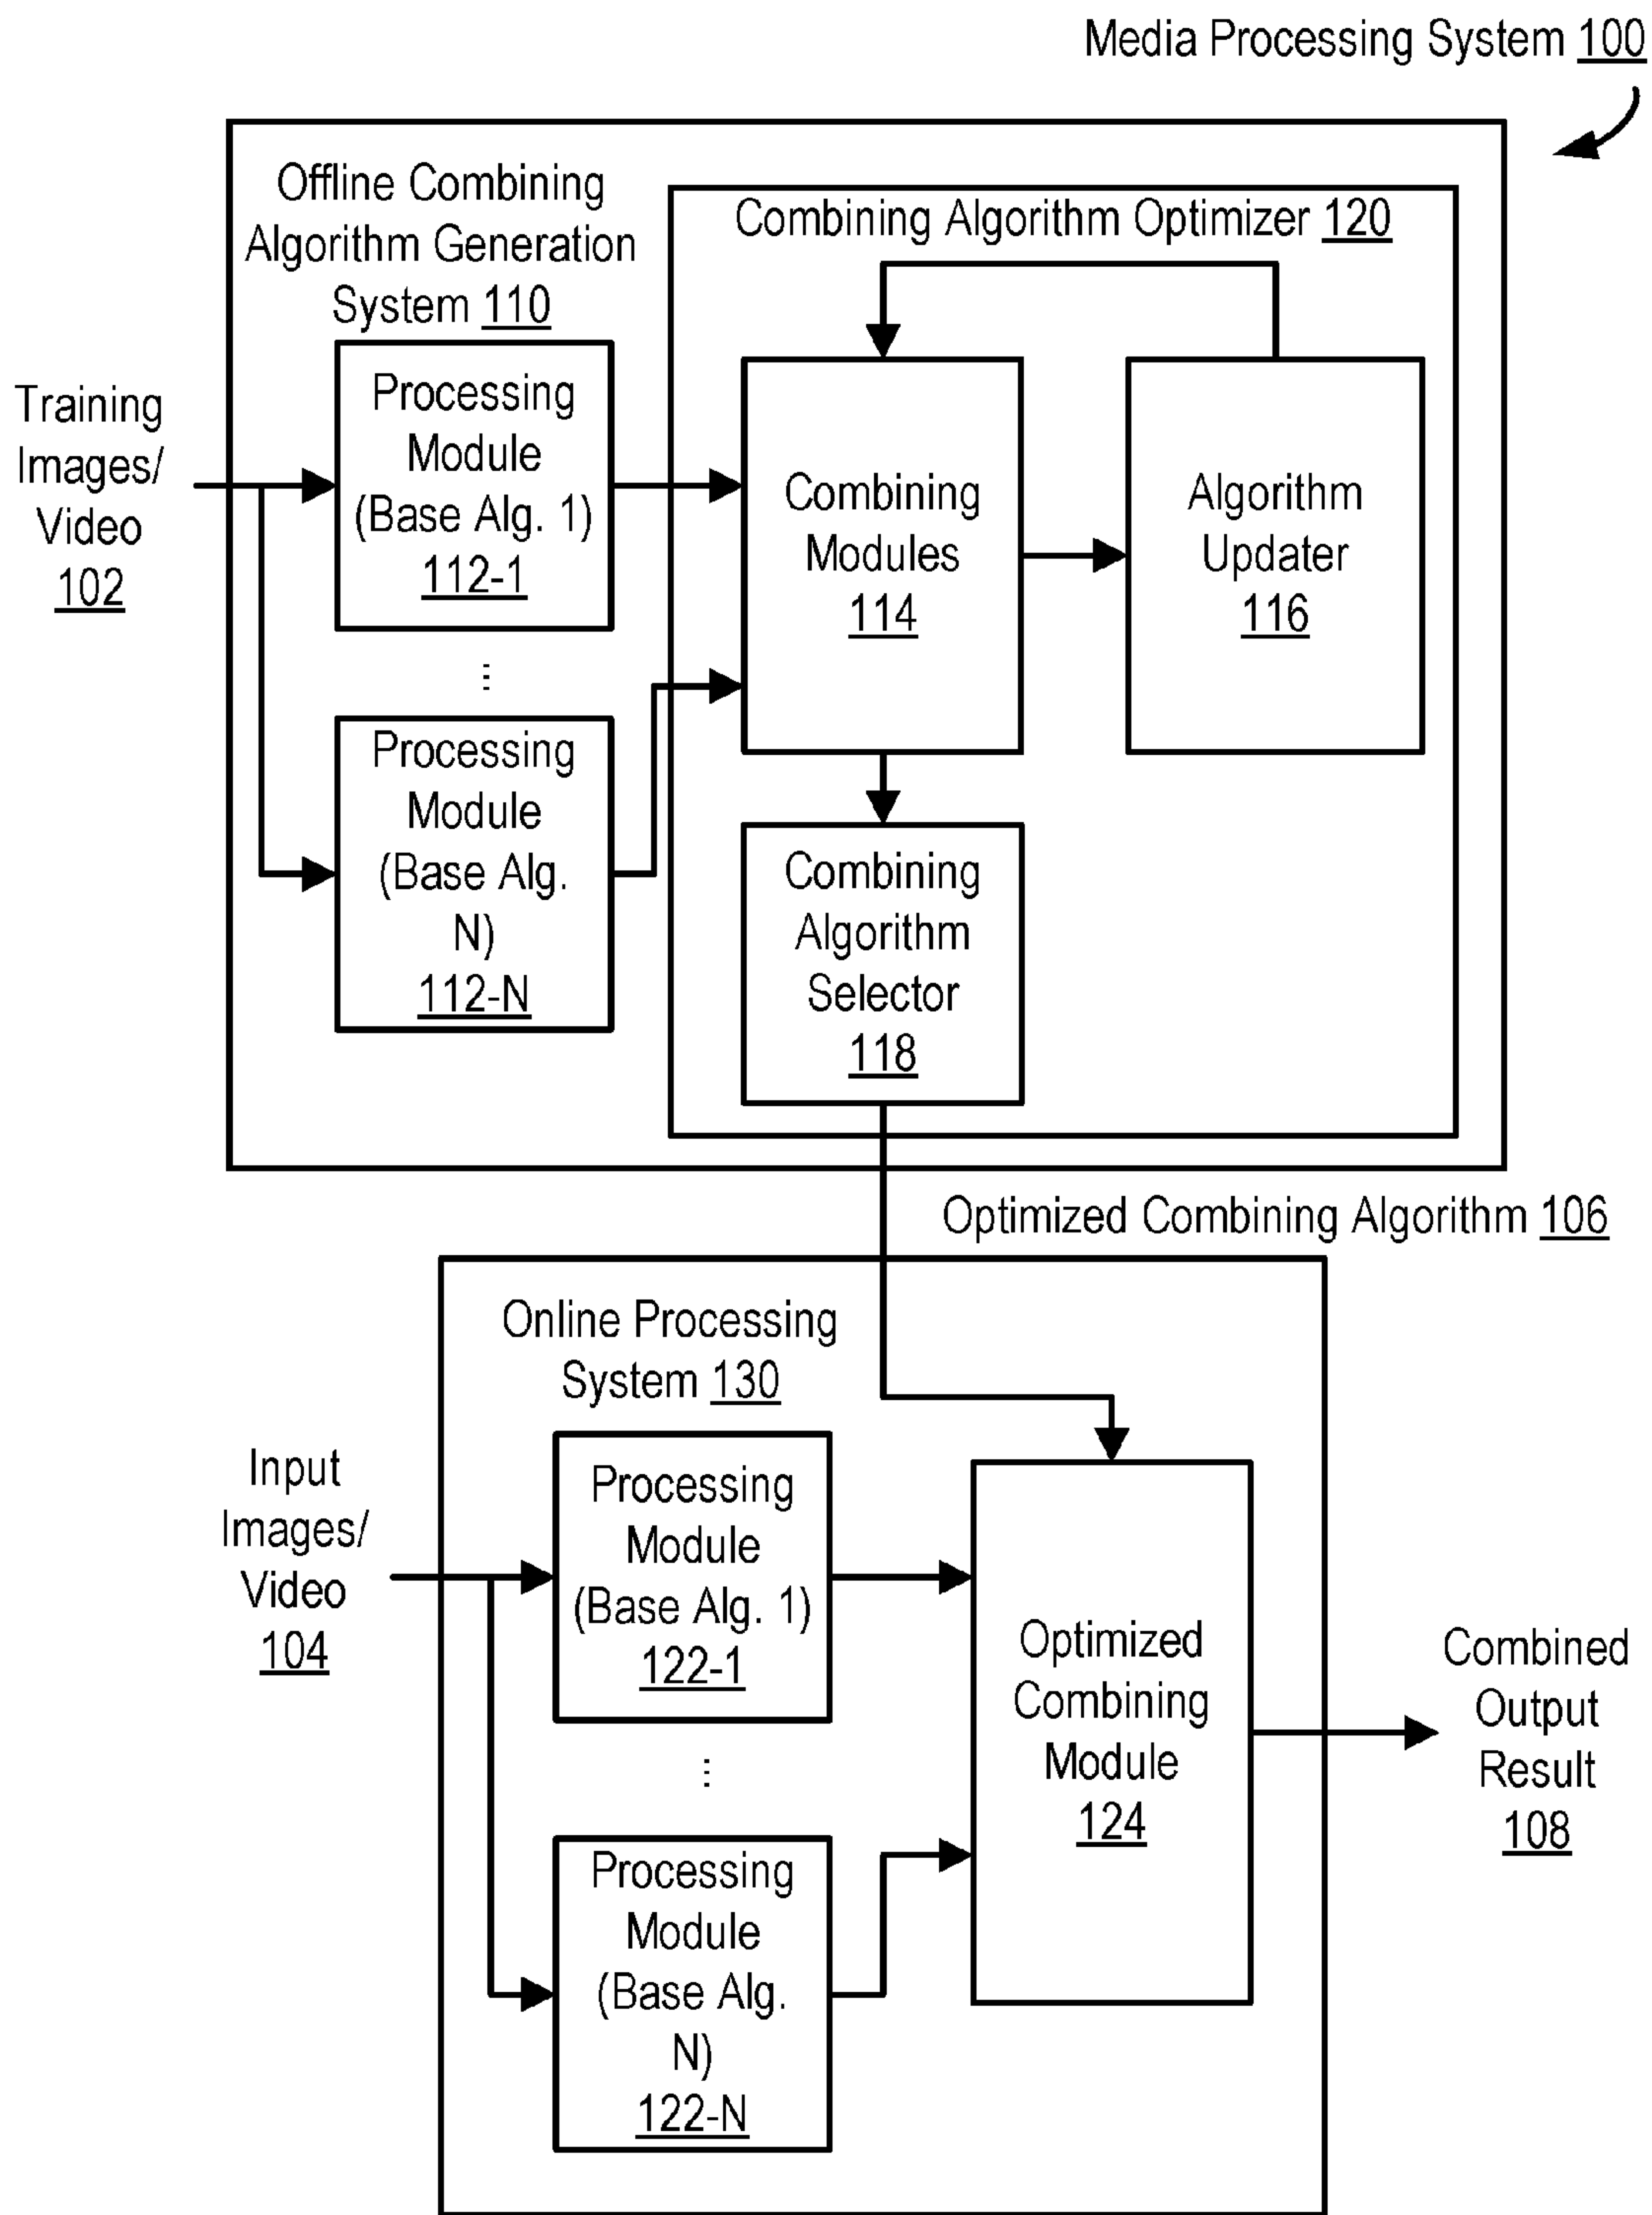 Media Processing System 100
Offline Combining
Algorithm Generation
System 110
Combining Algorithm Optimizer 120
Training
Images/
Video
102
Processing
Module
(Base Alg. 1)
112-1
...
Processing
Module
(Base Alg.
N)
112-N
Combining
Modules
114
Algorithm
Updater
116
Combining
Algorithm
Selector
118
Optimized Combining Algorithm 106
Online Processing
System 130
Input
Images/
Video
104
Processing
Module
(Base Alg. 1)
122-1
...
Processing
Module
(Base Alg.
N)
122-N
Optimized
Combining
Module
124
Combined
Output
Result
108